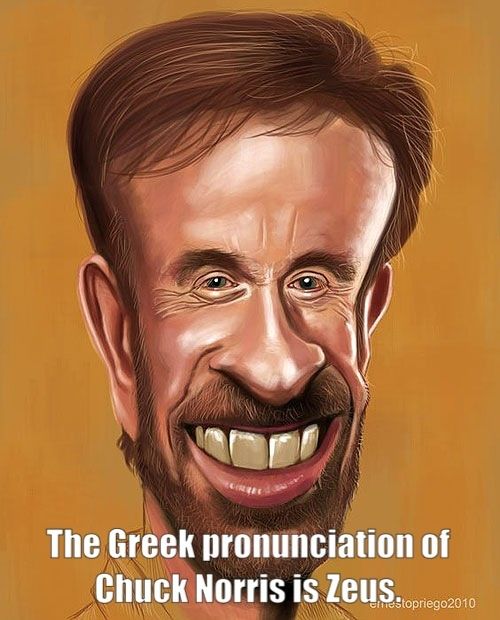 The Greek pronunciation of
Chuck Norris is Zeus.
ernestopriego2010